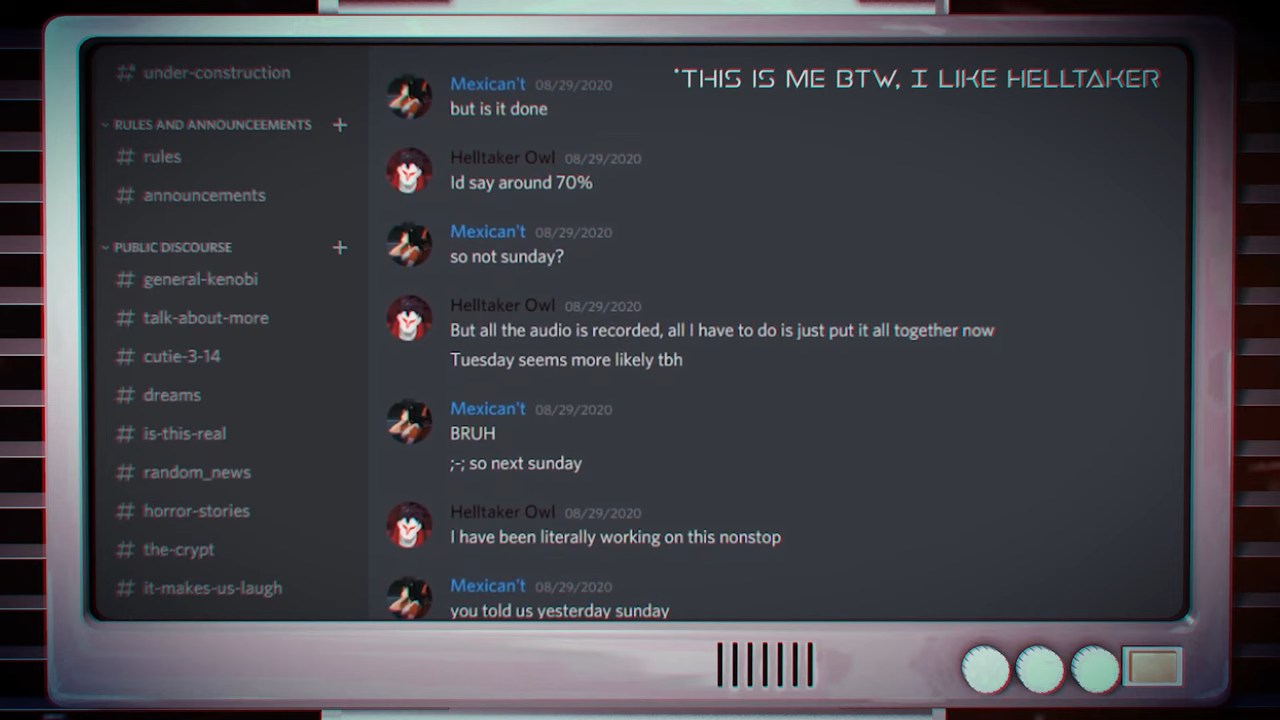 under-construction
RULES AND ANNOUNCEEMENTS
rules
announcements
PUBLIC DISCOURSE
general-kenobi
talk-about-more
cutie-3-14
dreams
is-this-real
random_news
horror-stories
the-crypt
it-makes-us-laugh
*THIS IS ME BTW, I LIKE HELLTAKER
Mexican't 08/29/2020
but is it done
Helltaker Owl 08/29/2020
Id say around 70%
Mexican't 08/29/2020
so not sunday?
Helltaker Owl 08/29/2020
But all the audio is recorded, all I have to do is just put it all together now
Tuesday seems more likely tbh
Mexican't 08/29/2020
BRUH
;-; so next sunday
Helltaker Owl 08/29/2020
I have been literally working on this nonstop
Mexican't 08/29/2020
you told us yesterday sunday